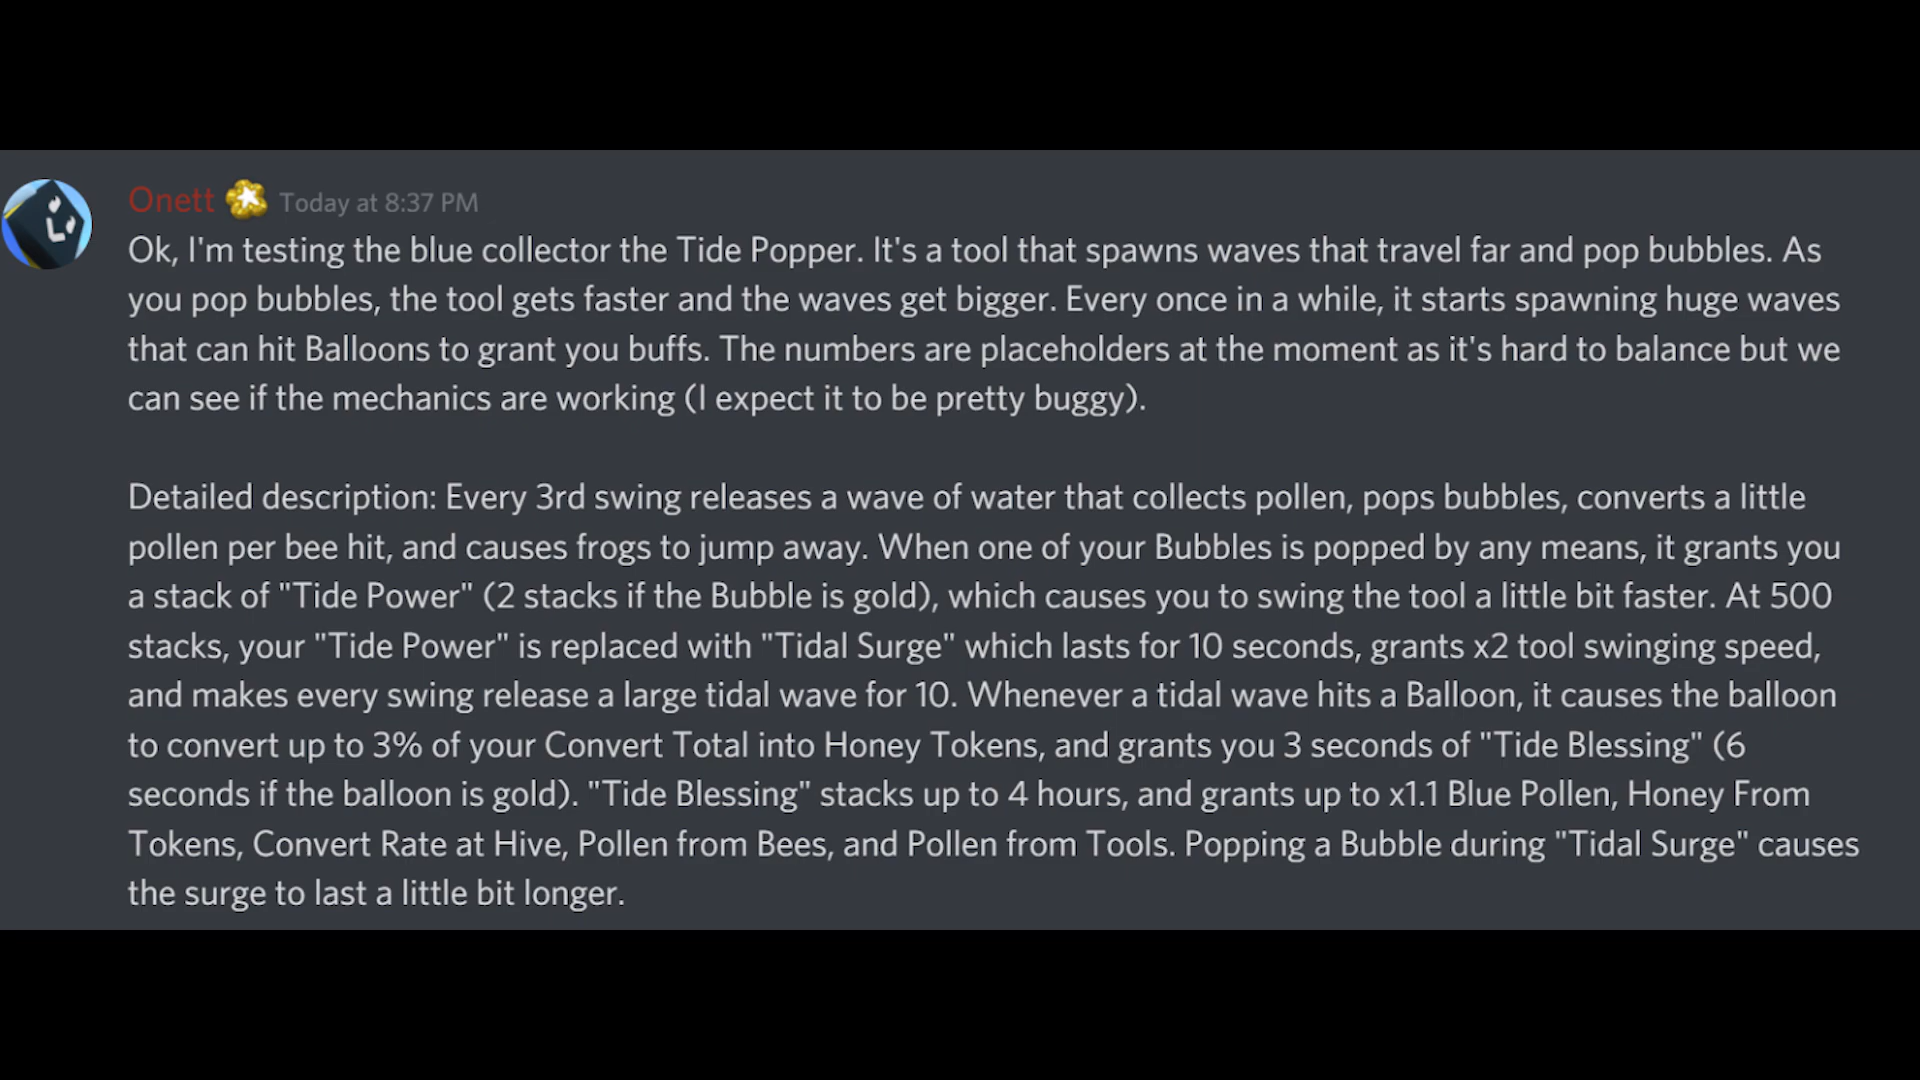 Onett Today at 8:37 PM
Ok, I'm testing the blue collector the Tide Popper. It's a tool that spawns waves that travel far and pop bubbles. As
you pop bubbles, the tool gets faster and the waves get bigger. Every once in a while, it starts spawning huge waves
that can hit Balloons to grant you buffs. The numbers are placeholders at the moment as it's hard to balance but we
can see if the mechanics are working (I expect it to be pretty buggy).
Detailed description: Every 3rd swing releases a wave of water that collects pollen, pops bubbles, converts a little
pollen per bee hit, and causes frogs to jump away. When one of your Bubbles is popped by any means, it grants you
a stack of "Tide Power" (2 stacks if the Bubble is gold), which causes you to swing the tool a little bit faster. At 500
stacks, your "Tide Power" is replaced with "Tidal Surge" which lasts for 10 seconds, grants x2 tool swinging speed,
and makes every swing release a large tidal wave for 10. Whenever a tidal wave hits a Balloon, it causes the balloon
to convert up to 3% of your Convert Total into Honey Tokens, and grants you 3 seconds of "Tide Blessing" (6
seconds if the balloon is gold). "Tide Blessing" stacks up to 4 hours, and grants up to x1.1 Blue Pollen, Honey From
Tokens, Convert Rate at Hive, Pollen from Bees, and Pollen from Tools. Popping a Bubble during "Tidal Surge" causes
the surge to last a little bit longer.